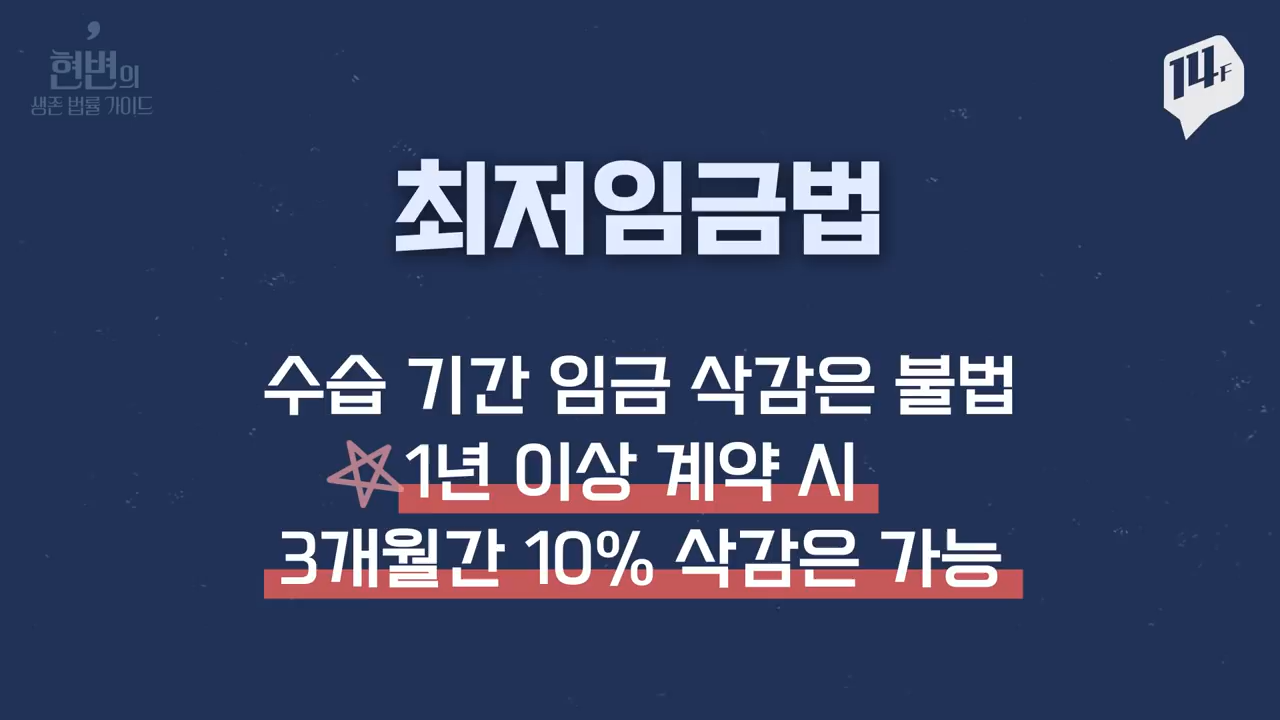 현변의
생존 법률 가이드
14F
최저임금법
수습 기간 임금 삭감은 불법
1년 이상 계약 시
3개월간 10% 삭감은 가능